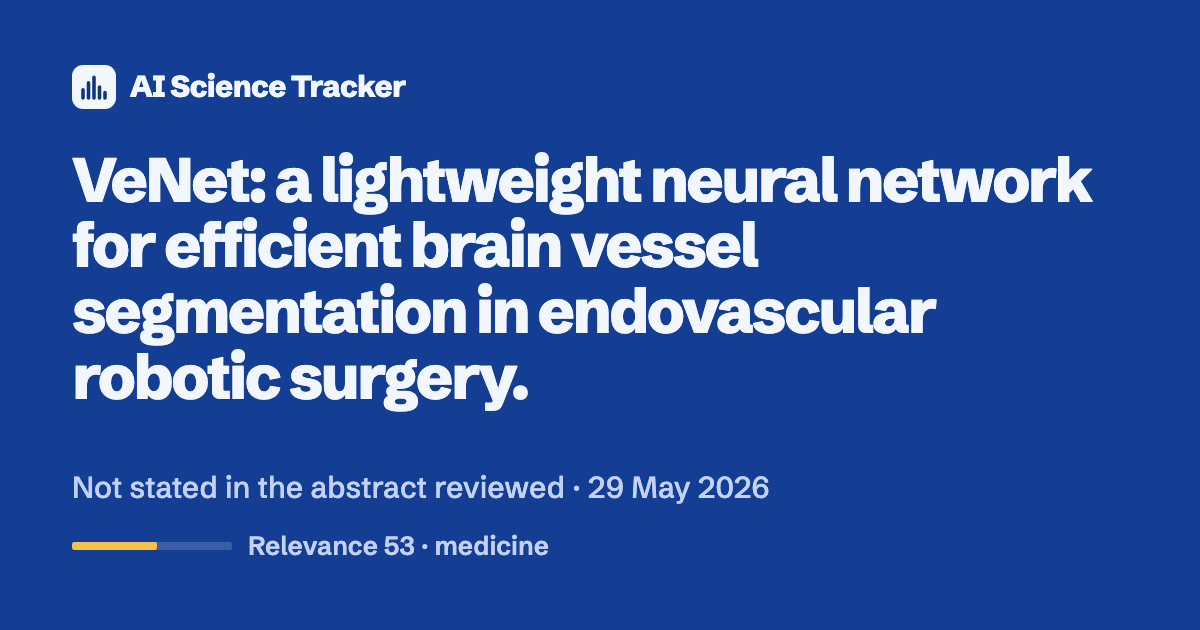 AI Science Tracker
VeNet: a lightweight neural network
for efficient brain vessel
segmentation in endovascular
robotic surgery.
Not stated in the abstract reviewed · 29 May 2026
Relevance 53 · medicine